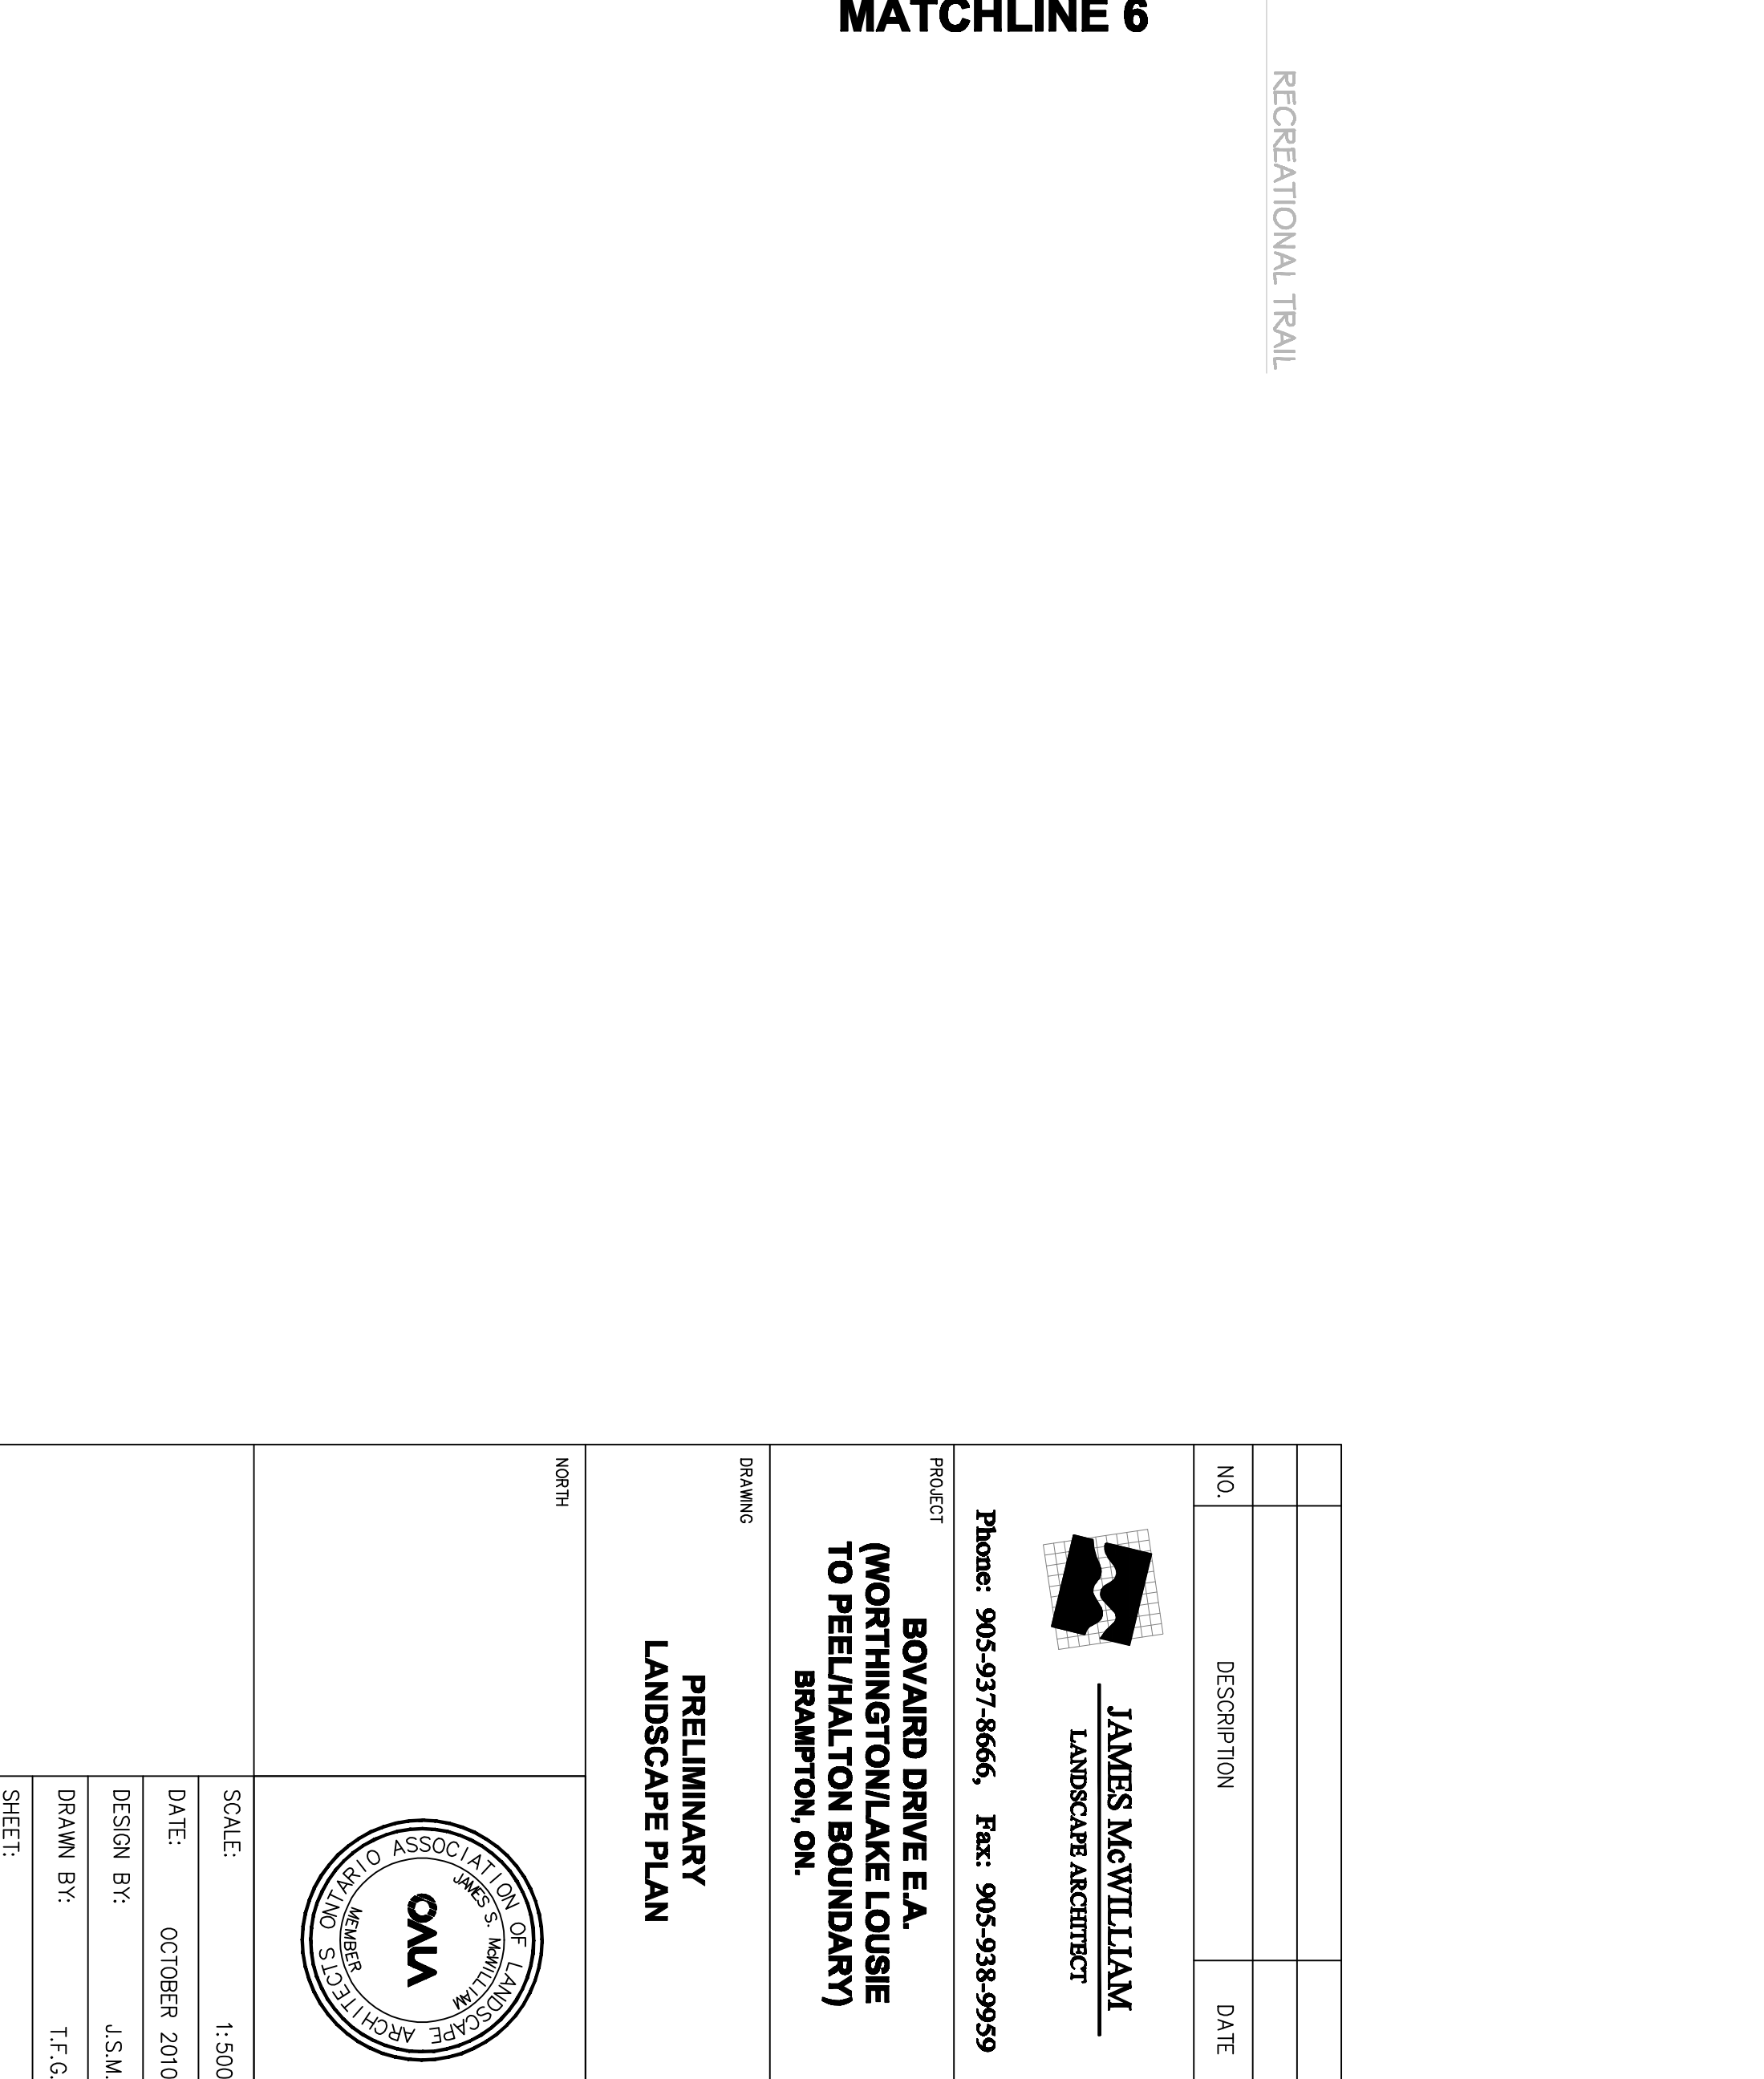 MATCHLINE 6
RECREATIONAL TRAIL
NO. DESCRIPTION DATE
JAMES McWILLIAM
LANDSCAPE ARCHITECT
Phone: 905-937-8666, Fax: 905-938-9959
PROJECT
BOVAIRD DRIVE E.A.
(WORTHINGTON/LAKE LOUSIE
TO PEEL/HALTON BOUNDARY)
BRAMPTON, ON.
DRAWING
PRELIMINARY
LANDSCAPE PLAN
NORTH
ONTARIO ASSOCIATION OF LANDSCAPE ARCHITECTS
JAMES S. McWILLIAM
OALA
MEMBER
SCALE: 1:500
DATE: OCTOBER 2010
DESIGN BY: J.S.M.
DRAWN BY: T.F.G.
SHEET: